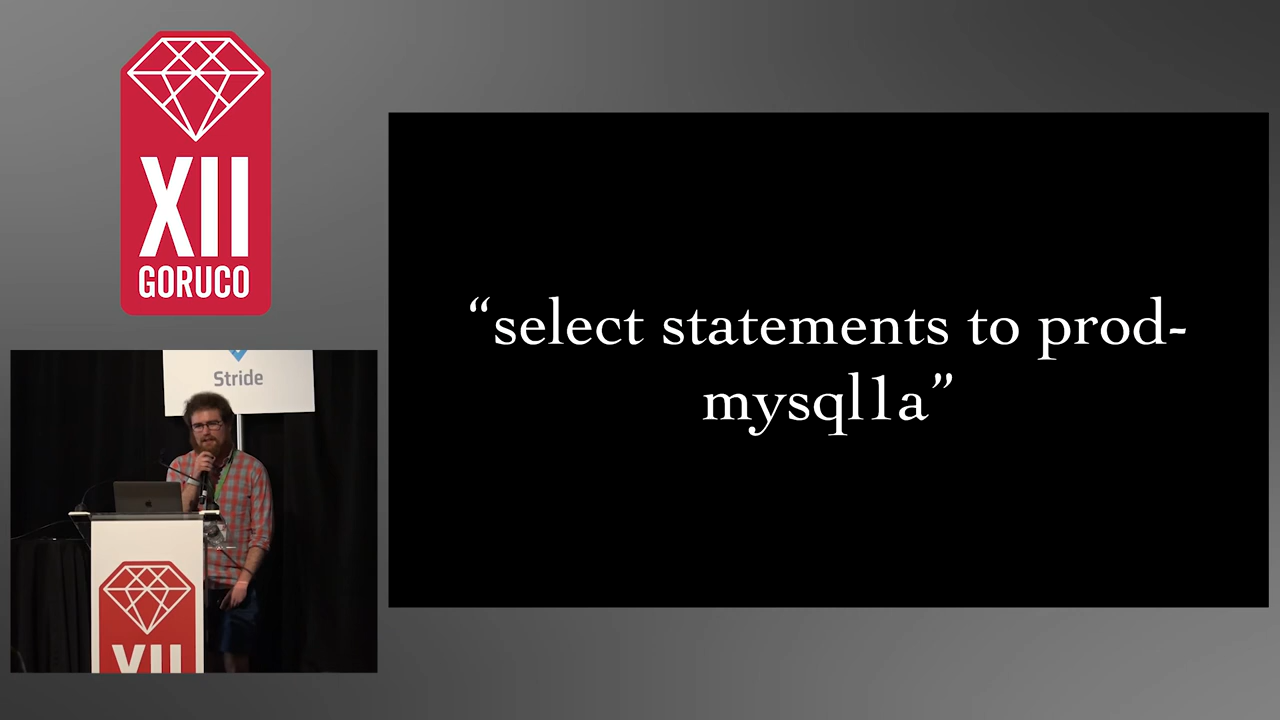 XII
GORUCO
“select statements to prod-
mysql1a”
Stride
XII